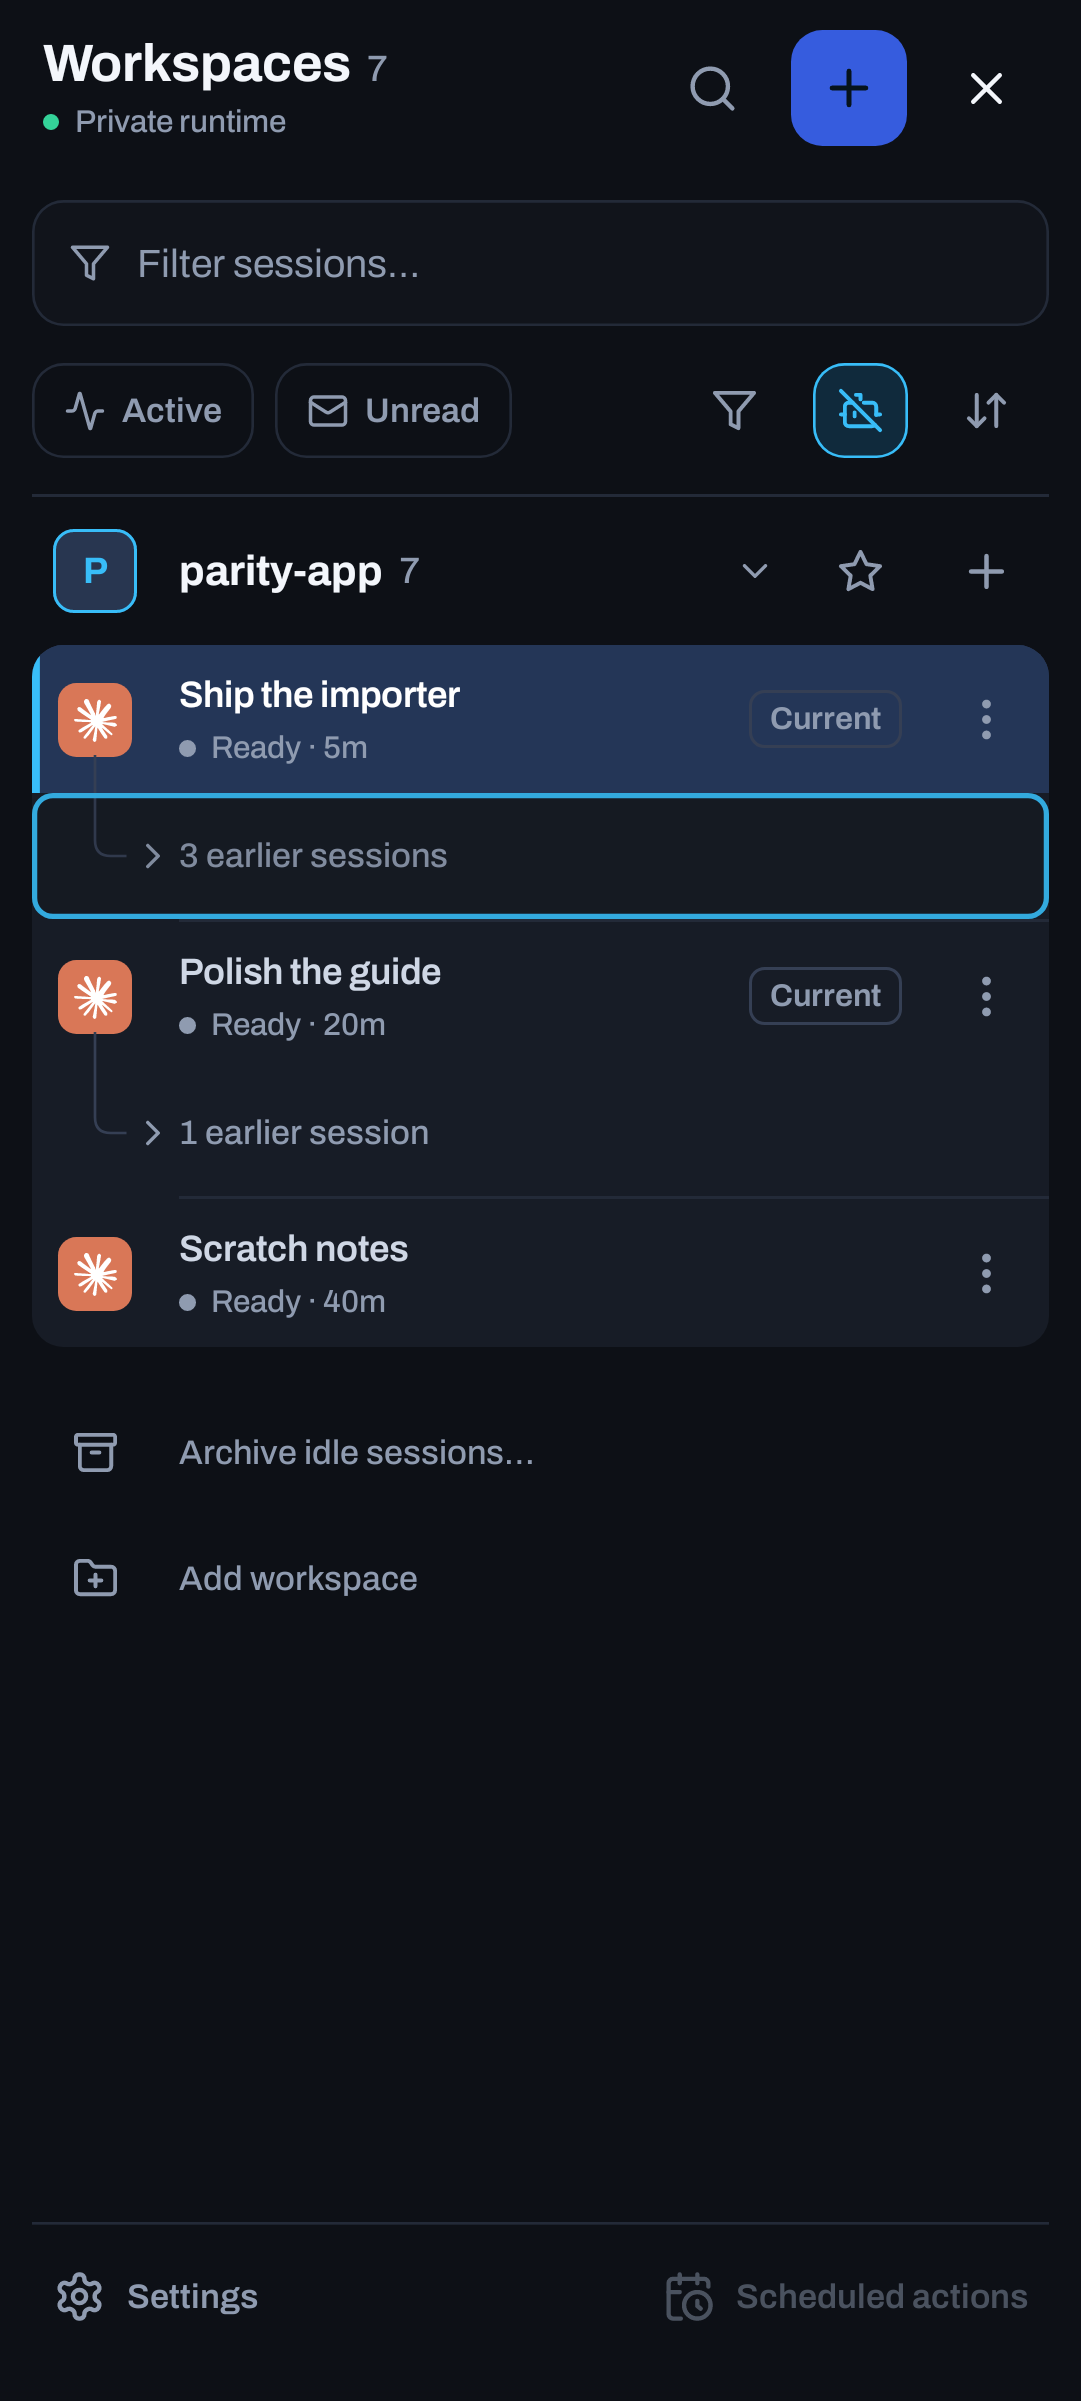 Workspaces 7
Private runtime
Filter sessions...
Active
Unread
P
parity-app 7
Ship the importer
Ready · 5m
Current
3 earlier sessions
Polish the guide
Ready · 20m
Current
1 earlier session
Scratch notes
Ready · 40m
Archive idle sessions...
Add workspace
Settings
Scheduled actions